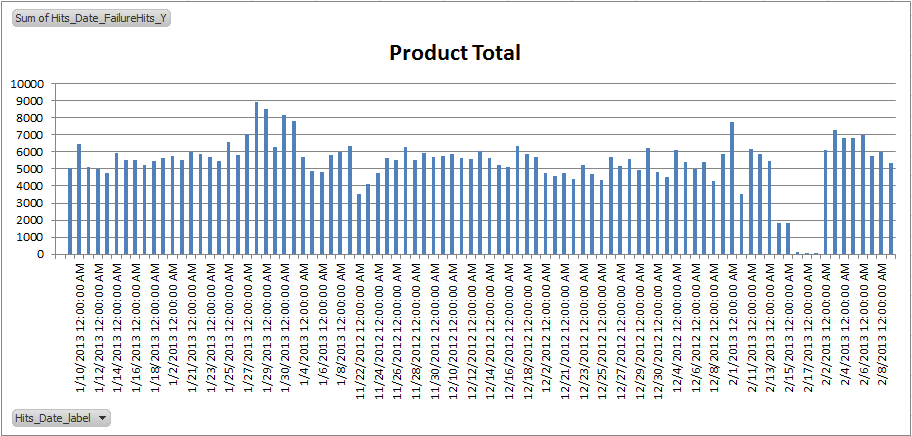 Sum of Hits_Date_FailureHits_Y
Product Total
10000
9000
8000
7000
6000
5000
4000
3000
2000
1000
0
1/10/2013 12:00:00 AM
1/12/2013 12:00:00 AM
1/14/2013 12:00:00 AM
1/16/2013 12:00:00 AM
1/18/2013 12:00:00 AM
1/2/2013 12:00:00 AM
1/21/2013 12:00:00 AM
1/23/2013 12:00:00 AM
1/25/2013 12:00:00 AM
1/27/2013 12:00:00 AM
1/29/2013 12:00:00 AM
1/30/2013 12:00:00 AM
1/4/2013 12:00:00 AM
1/6/2013 12:00:00 AM
1/8/2013 12:00:00 AM
11/22/2012 12:00:00 AM
11/24/2012 12:00:00 AM
11/26/2012 12:00:00 AM
11/28/2012 12:00:00 AM
11/30/2012 12:00:00 AM
12/10/2012 12:00:00 AM
12/12/2012 12:00:00 AM
12/14/2012 12:00:00 AM
12/16/2012 12:00:00 AM
12/18/2012 12:00:00 AM
12/2/2012 12:00:00 AM
12/21/2012 12:00:00 AM
12/23/2012 12:00:00 AM
12/25/2012 12:00:00 AM
12/27/2012 12:00:00 AM
12/29/2012 12:00:00 AM
12/30/2012 12:00:00 AM
12/4/2012 12:00:00 AM
12/6/2012 12:00:00 AM
12/8/2012 12:00:00 AM
2/1/2013 12:00:00 AM
2/11/2013 12:00:00 AM
2/13/2013 12:00:00 AM
2/15/2013 12:00:00 AM
2/17/2013 12:00:00 AM
2/2/2013 12:00:00 AM
2/4/2013 12:00:00 AM
2/6/2013 12:00:00 AM
2/8/2013 12:00:00 AM
Hits_Date_label